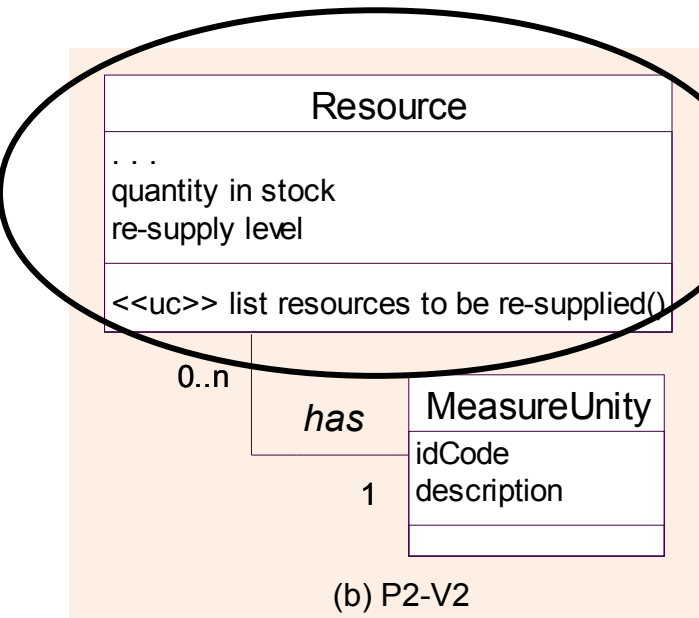 Resource
. . .
quantity in stock
re-supply level
<<uc>> list resources to be re-supplied()
0..n
has
1
MeasureUnity
idCode
description
(b) P2-V2